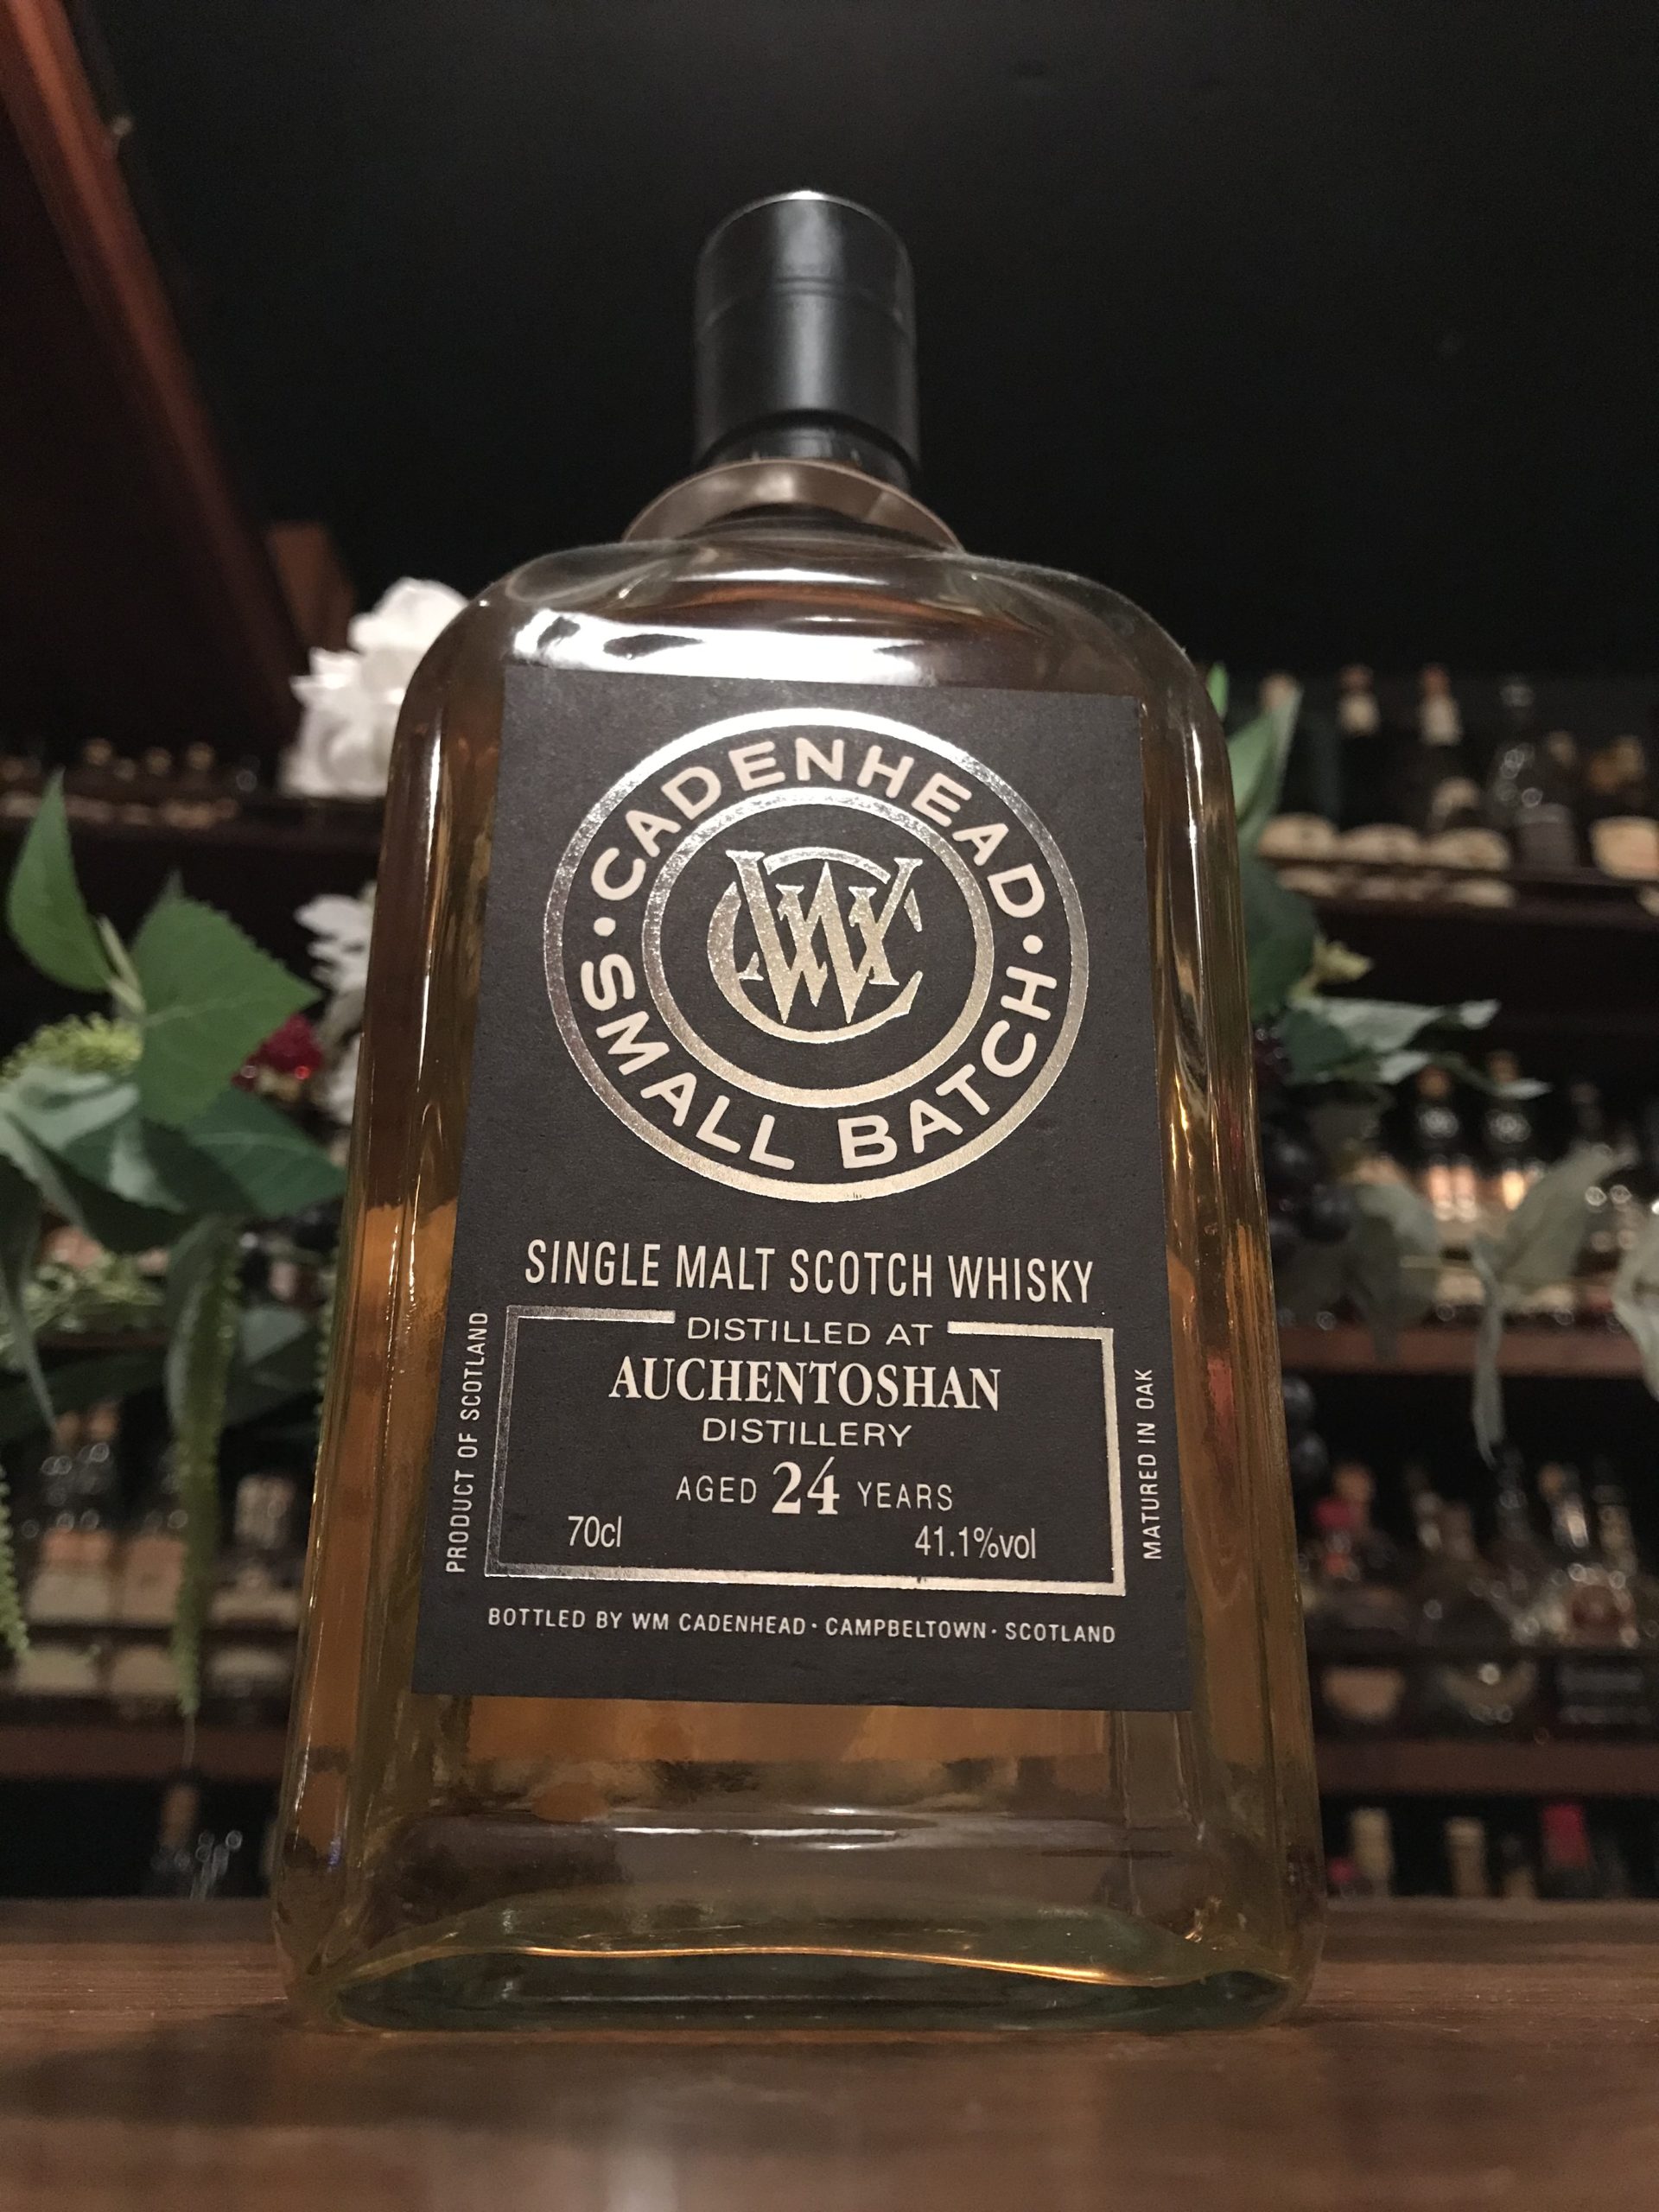 CADENHEAD
WC
SMALL BATCH
SINGLE MALT SCOTCH WHISKY
DISTILLED AT
AUCHENTOSHAN
DISTILLERY
AGED 24 YEARS
70cl 41.1%vol
PRODUCT OF SCOTLAND
MATURED IN OAK
BOTTLED BY WM CADENHEAD · CAMPBELTOWN · SCOTLAND